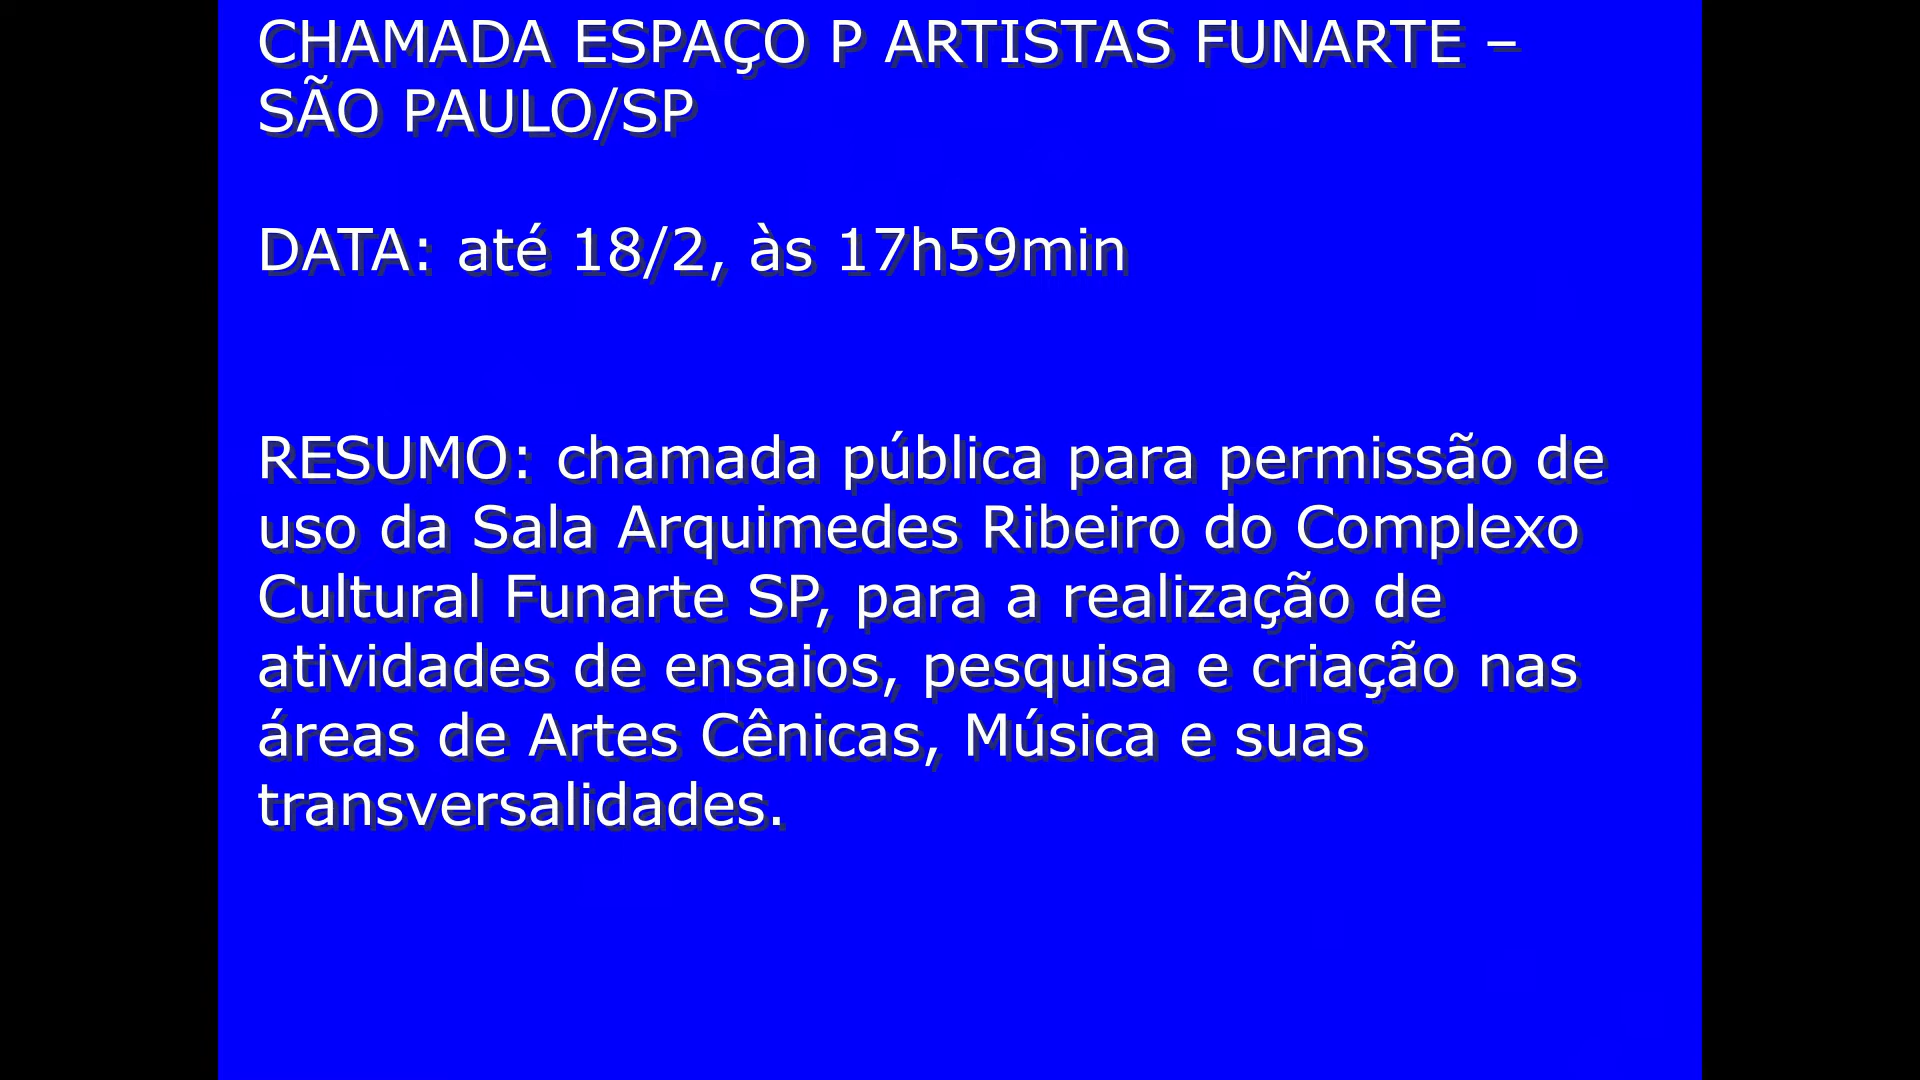 CHAMADA ESPAÇO P ARTISTAS FUNARTE –
SÃO PAULO/SP
DATA: até 18/2, às 17h59min
RESUMO: chamada pública para permissão de
uso da Sala Arquimedes Ribeiro do Complexo
Cultural Funarte SP, para a realização de
atividades de ensaios, pesquisa e criação nas
áreas de Artes Cênicas, Música e suas
transversalidades.